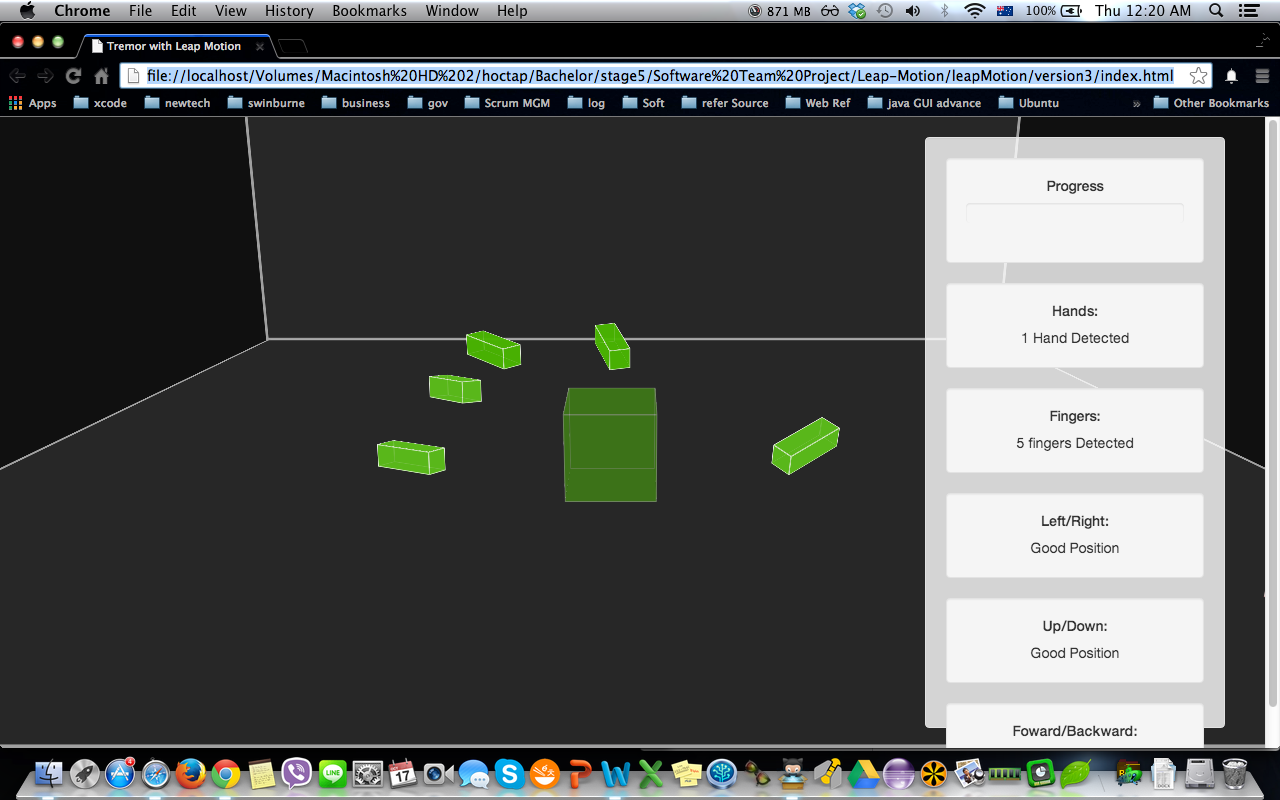 Chrome File Edit View History Bookmarks Window Help 871 MB 100% Thu 12:20 AM
Tremor with Leap Motion
file://localhost/Volumes/Macintosh%20HD%202/hoctap/Bachelor/stage5/Software%20Team%20Project/Leap-Motion/leapMotion/version3/index.html
Apps xcode newtech swinburne business gov Scrum MGM log Soft refer Source Web Ref java GUI advance Ubuntu » Other Bookmarks
Progress
Hands:
1 Hand Detected
Fingers:
5 fingers Detected
Left/Right:
Good Position
Up/Down:
Good Position
Foward/Backward:
4
LINE
17